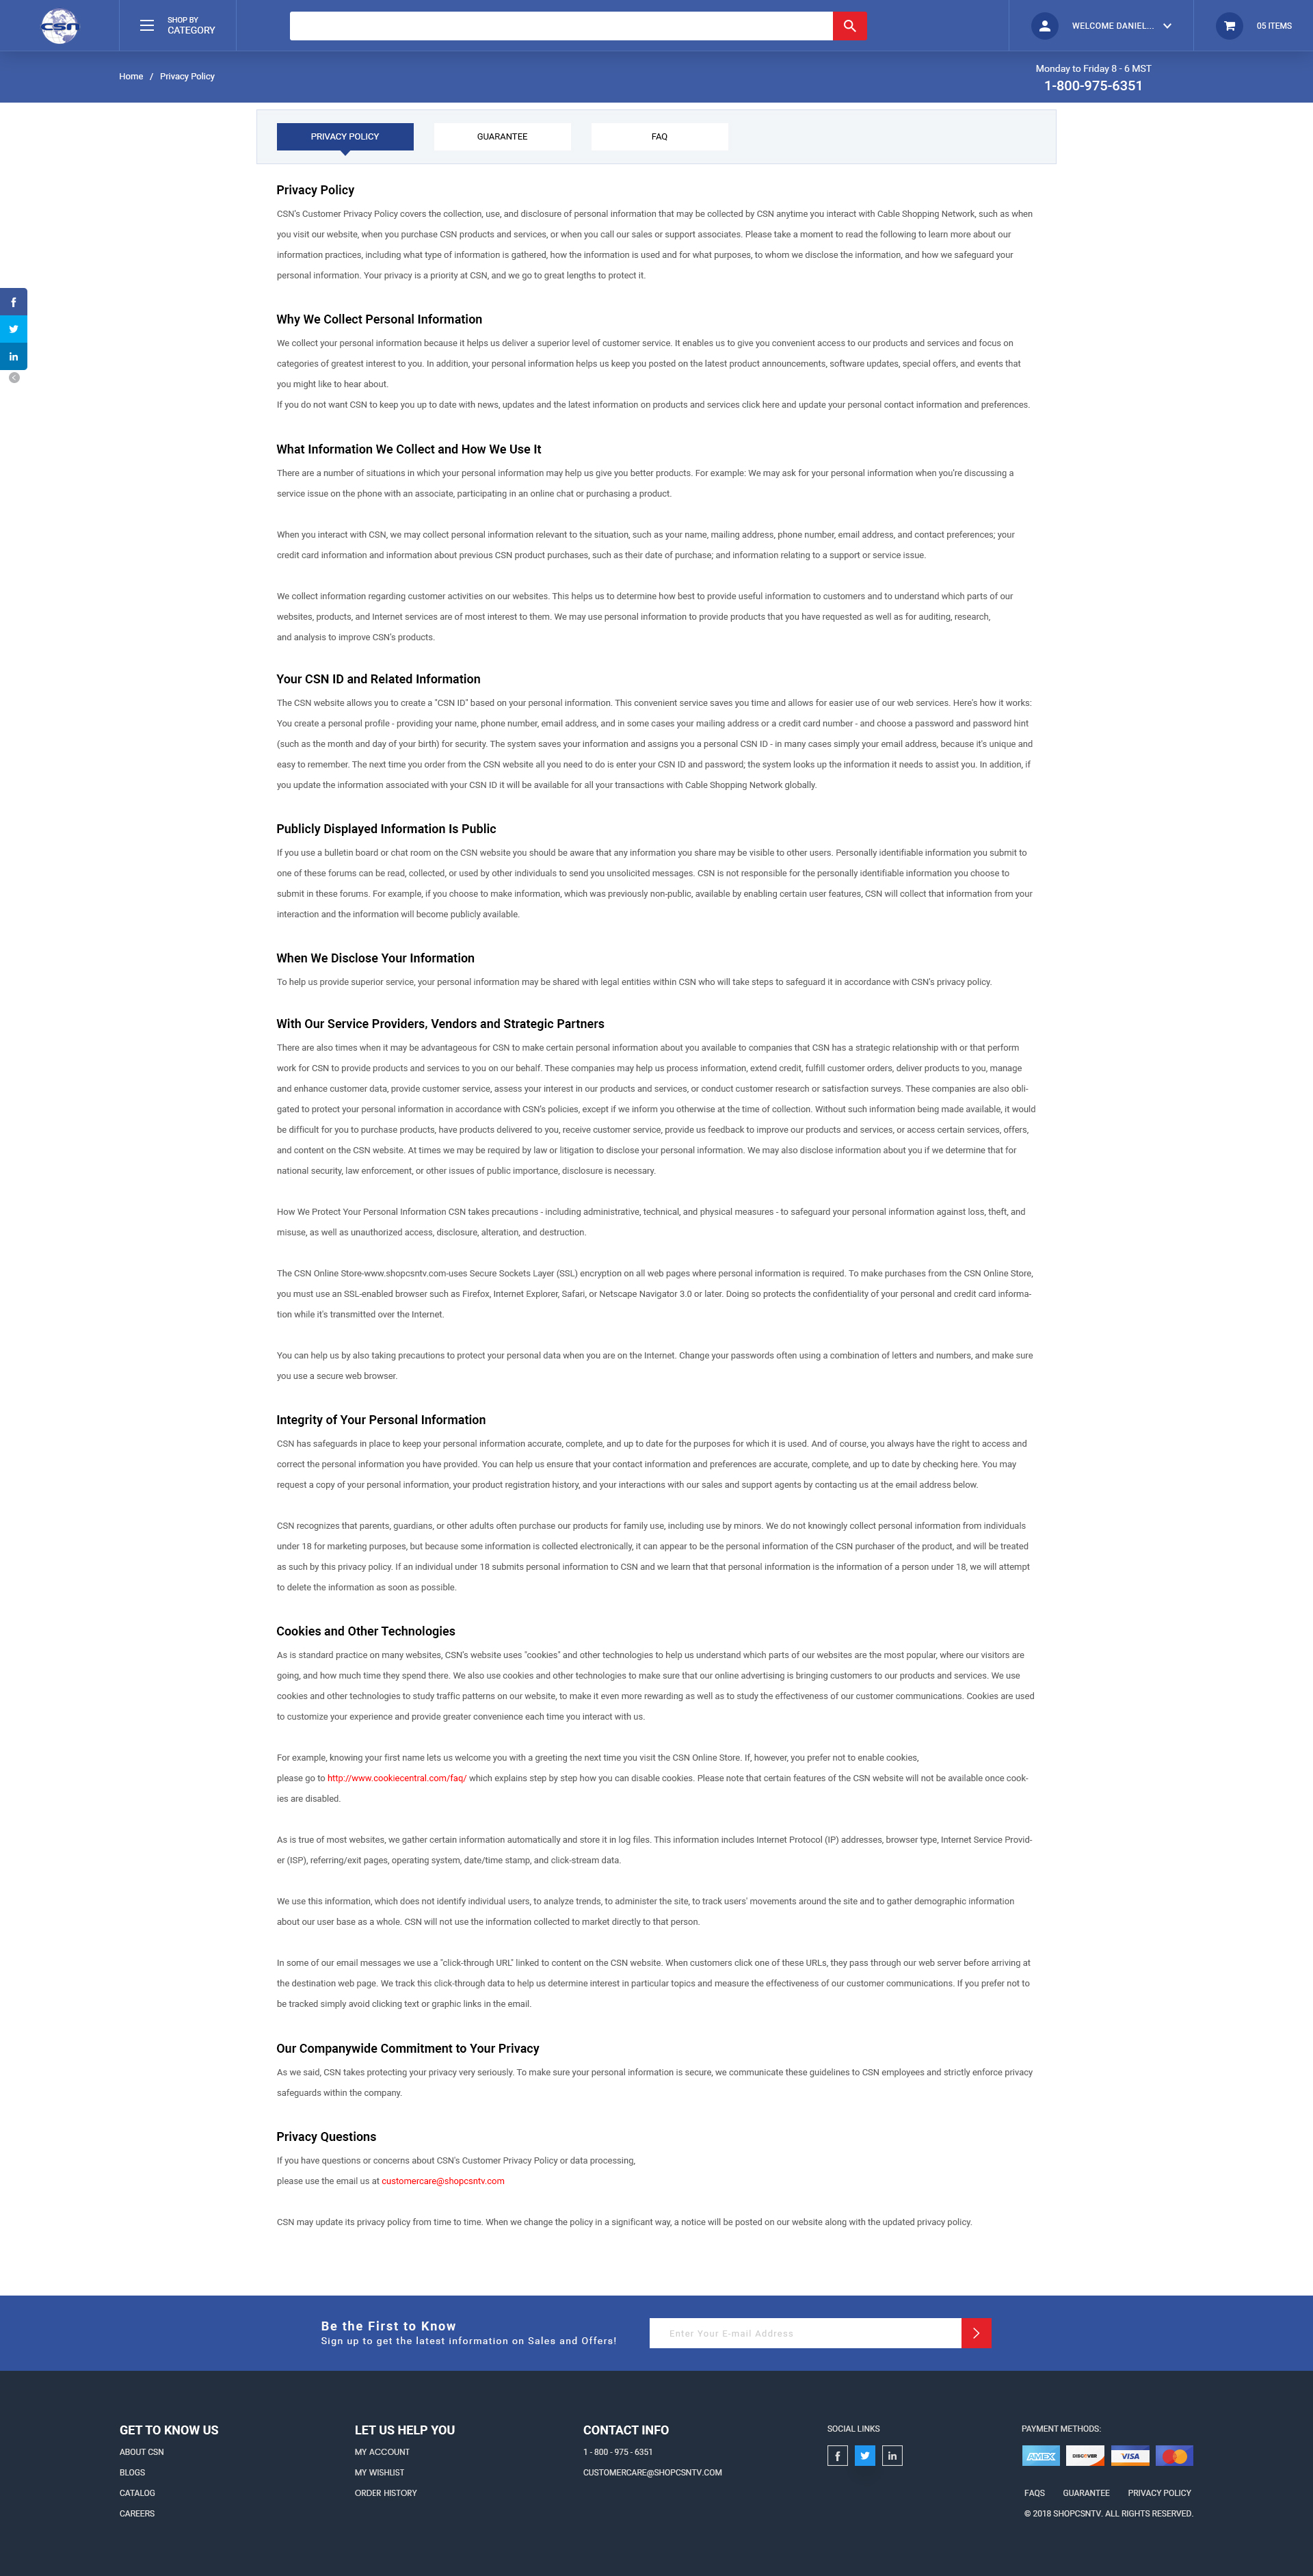 csn
SHOP BY
CATEGORY
WELCOME DANIEL...
05 ITEMS
Home / Privacy Policy
Monday to Friday 8 - 6 MST
1-800-975-6351
PRIVACY POLICY
GUARANTEE
FAQ
Privacy Policy
CSN's Customer Privacy Policy covers the collection, use, and disclosure of personal information that may be collected by CSN anytime you interact with Cable Shopping Network, such as when
you visit our website, when you purchase CSN products and services, or when you call our sales or support associates. Please take a moment to read the following to learn more about our
information practices, including what type of information is gathered, how the information is used and for what purposes, to whom we disclose the information, and how we safeguard your
personal information. Your privacy is a priority at CSN, and we go to great lengths to protect it.
Why We Collect Personal Information
We collect your personal information because it helps us deliver a superior level of customer service. It enables us to give you convenient access to our products and services and focus on
categories of greatest interest to you. In addition, your personal information helps us keep you posted on the latest product announcements, software updates, special offers, and events that
you might like to hear about.
If you do not want CSN to keep you up to date with news, updates and the latest information on products and services click here and update your personal contact information and preferences.
What Information We Collect and How We Use It
There are a number of situations in which your personal information may help us give you better products. For example: We may ask for your personal information when you're discussing a
service issue on the phone with an associate, participating in an online chat or purchasing a product.
When you interact with CSN, we may collect personal information relevant to the situation, such as your name, mailing address, phone number, email address, and contact preferences; your
credit card information and information about previous CSN product purchases, such as their date of purchase; and information relating to a support or service issue.
We collect information regarding customer activities on our websites. This helps us to determine how best to provide useful information to customers and to understand which parts of our
websites, products, and Internet services are of most interest to them. We may use personal information to provide products that you have requested as well as for auditing, research,
and analysis to improve CSN's products.
Your CSN ID and Related Information
The CSN website allows you to create a "CSN ID" based on your personal information. This convenient service saves you time and allows for easier use of our web services. Here's how it works:
You create a personal profile - providing your name, phone number, email address, and in some cases your mailing address or a credit card number - and choose a password and password hint
(such as the month and day of your birth) for security. The system saves your information and assigns you a personal CSN ID - in many cases simply your email address, because it's unique and
easy to remember. The next time you order from the CSN website all you need to do is enter your CSN ID and password; the system looks up the information it needs to assist you. In addition, if
you update the information associated with your CSN ID it will be available for all your transactions with Cable Shopping Network globally.
Publicly Displayed Information Is Public
If you use a bulletin board or chat room on the CSN website you should be aware that any information you share may be visible to other users. Personally identifiable information you submit to
one of these forums can be read, collected, or used by other individuals to send you unsolicited messages. CSN is not responsible for the personally identifiable information you choose to
submit in these forums. For example, if you choose to make information, which was previously non-public, available by enabling certain user features, CSN will collect that information from your
interaction and the information will become publicly available.
When We Disclose Your Information
To help us provide superior service, your personal information may be shared with legal entities within CSN who will take steps to safeguard it in accordance with CSN's privacy policy.
With Our Service Providers, Vendors and Strategic Partners
There are also times when it may be advantageous for CSN to make certain personal information about you available to companies that CSN has a strategic relationship with or that perform
work for CSN to provide products and services to you on our behalf. These companies may help us process information, extend credit, fulfill customer orders, deliver products to you, manage
and enhance customer data, provide customer service, assess your interest in our products and services, or conduct customer research or satisfaction surveys. These companies are also obli-
gated to protect your personal information in accordance with CSN's policies, except if we inform you otherwise at the time of collection. Without such information being made available, it would
be difficult for you to purchase products, have products delivered to you, receive customer service, provide us feedback to improve our products and services, or access certain services, offers,
and content on the CSN website. At times we may be required by law or litigation to disclose your personal information. We may also disclose information about you if we determine that for
national security, law enforcement, or other issues of public importance, disclosure is necessary.
How We Protect Your Personal Information CSN takes precautions - including administrative, technical, and physical measures - to safeguard your personal information against loss, theft, and
misuse, as well as unauthorized access, disclosure, alteration, and destruction.
The CSN Online Store-www.shopcsntv.com-uses Secure Sockets Layer (SSL) encryption on all web pages where personal information is required. To make purchases from the CSN Online Store,
you must use an SSL-enabled browser such as Firefox, Internet Explorer, Safari, or Netscape Navigator 3.0 or later. Doing so protects the confidentiality of your personal and credit card informa-
tion while it's transmitted over the Internet.
You can help us by also taking precautions to protect your personal data when you are on the Internet. Change your passwords often using a combination of letters and numbers, and make sure
you use a secure web browser.
Integrity of Your Personal Information
CSN has safeguards in place to keep your personal information accurate, complete, and up to date for the purposes for which it is used. And of course, you always have the right to access and
correct the personal information you have provided. You can help us ensure that your contact information and preferences are accurate, complete, and up to date by checking here. You may
request a copy of your personal information, your product registration history, and your interactions with our sales and support agents by contacting us at the email address below.
CSN recognizes that parents, guardians, or other adults often purchase our products for family use, including use by minors. We do not knowingly collect personal information from individuals
under 18 for marketing purposes, but because some information is collected electronically, it can appear to be the personal information of the CSN purchaser of the product, and will be treated
as such by this privacy policy. If an individual under 18 submits personal information to CSN and we learn that that personal information is the information of a person under 18, we will attempt
to delete the information as soon as possible.
Cookies and Other Technologies
As is standard practice on many websites, CSN's website uses "cookies" and other technologies to help us understand which parts of our websites are the most popular, where our visitors are
going, and how much time they spend there. We also use cookies and other technologies to make sure that our online advertising is bringing customers to our products and services. We use
cookies and other technologies to study traffic patterns on our website, to make it even more rewarding as well as to study the effectiveness of our customer communications. Cookies are used
to customize your experience and provide greater convenience each time you interact with us.
For example, knowing your first name lets us welcome you with a greeting the next time you visit the CSN Online Store. If, however, you prefer not to enable cookies,
please go to http://www.cookiecentral.com/faq/ which explains step by step how you can disable cookies. Please note that certain features of the CSN website will not be available once cook-
ies are disabled.
As is true of most websites, we gather certain information automatically and store it in log files. This information includes Internet Protocol (IP) addresses, browser type, Internet Service Provid-
er (ISP), referring/exit pages, operating system, date/time stamp, and click-stream data.
We use this information, which does not identify individual users, to analyze trends, to administer the site, to track users' movements around the site and to gather demographic information
about our user base as a whole. CSN will not use the information collected to market directly to that person.
In some of our email messages we use a "click-through URL" linked to content on the CSN website. When customers click one of these URLs, they pass through our web server before arriving at
the destination web page. We track this click-through data to help us determine interest in particular topics and measure the effectiveness of our customer communications. If you prefer not to
be tracked simply avoid clicking text or graphic links in the email.
Our Companywide Commitment to Your Privacy
As we said, CSN takes protecting your privacy very seriously. To make sure your personal information is secure, we communicate these guidelines to CSN employees and strictly enforce privacy
safeguards within the company.
Privacy Questions
If you have questions or concerns about CSN's Customer Privacy Policy or data processing,
please use the email us at customercare@shopcsntv.com
CSN may update its privacy policy from time to time. When we change the policy in a significant way, a notice will be posted on our website along with the updated privacy policy.
Be the First to Know
Sign up to get the latest information on Sales and Offers!
Enter Your E-mail Address
GET TO KNOW US
ABOUT CSN
BLOGS
CATALOG
CAREERS
LET US HELP YOU
MY ACCOUNT
MY WISHLIST
ORDER HISTORY
CONTACT INFO
1 - 800 - 975 - 6351
CUSTOMERCARE@SHOPCSNTV.COM
SOCIAL LINKS
PAYMENT METHODS:
AMEX
DISCOVER
VISA
FAQS
GUARANTEE
PRIVACY POLICY
© 2018 SHOPCSNTV. ALL RIGHTS RESERVED.